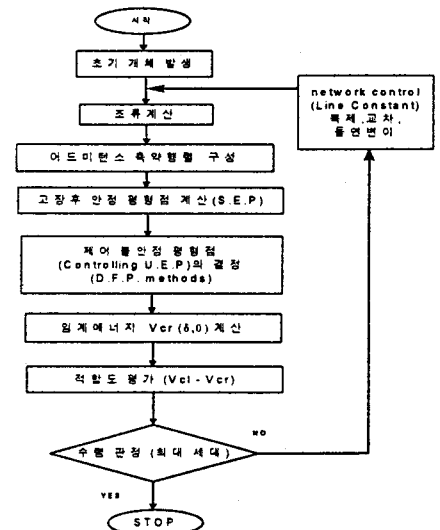 시작
초기 개체 발생
조류계산
어드미턴스 축약행렬 구성
고장후 안정 평형점 계산(S.E.P)
제어 불안정 평형점
(Controlling U.E.P)의 결정
(D.F.P. methods)
임계에너지 Vcr(δ,0) 계산
적합도 평가 (Vcl - Vcr)
수렴 판정 (최대 세대)
NO
YES
STOP
network control
(Line Constant)
복제,교차,
돌연변이